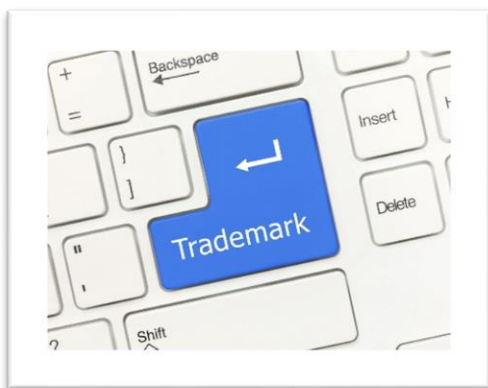 +
=
Backspace
}
]
Insert
Trademark
Delete
"
'
?
Shift